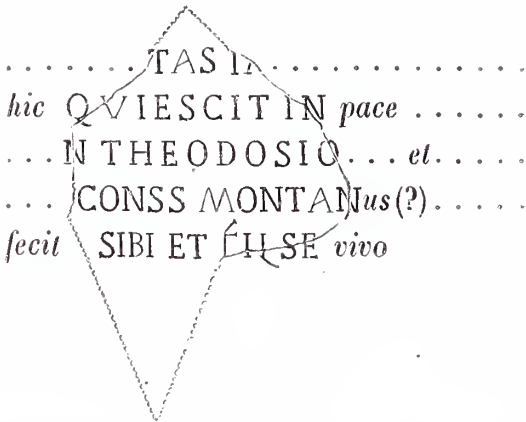 . . . . . . . TAS I . . . . . . . . . . . . . .
hic QVIESCIT IN pace . . . . . .
. . . N THEODOSIO . . . et . . . . .
. . . CONSS MONTANus (?) . . . . .
fecit SIBI ET SE vivo